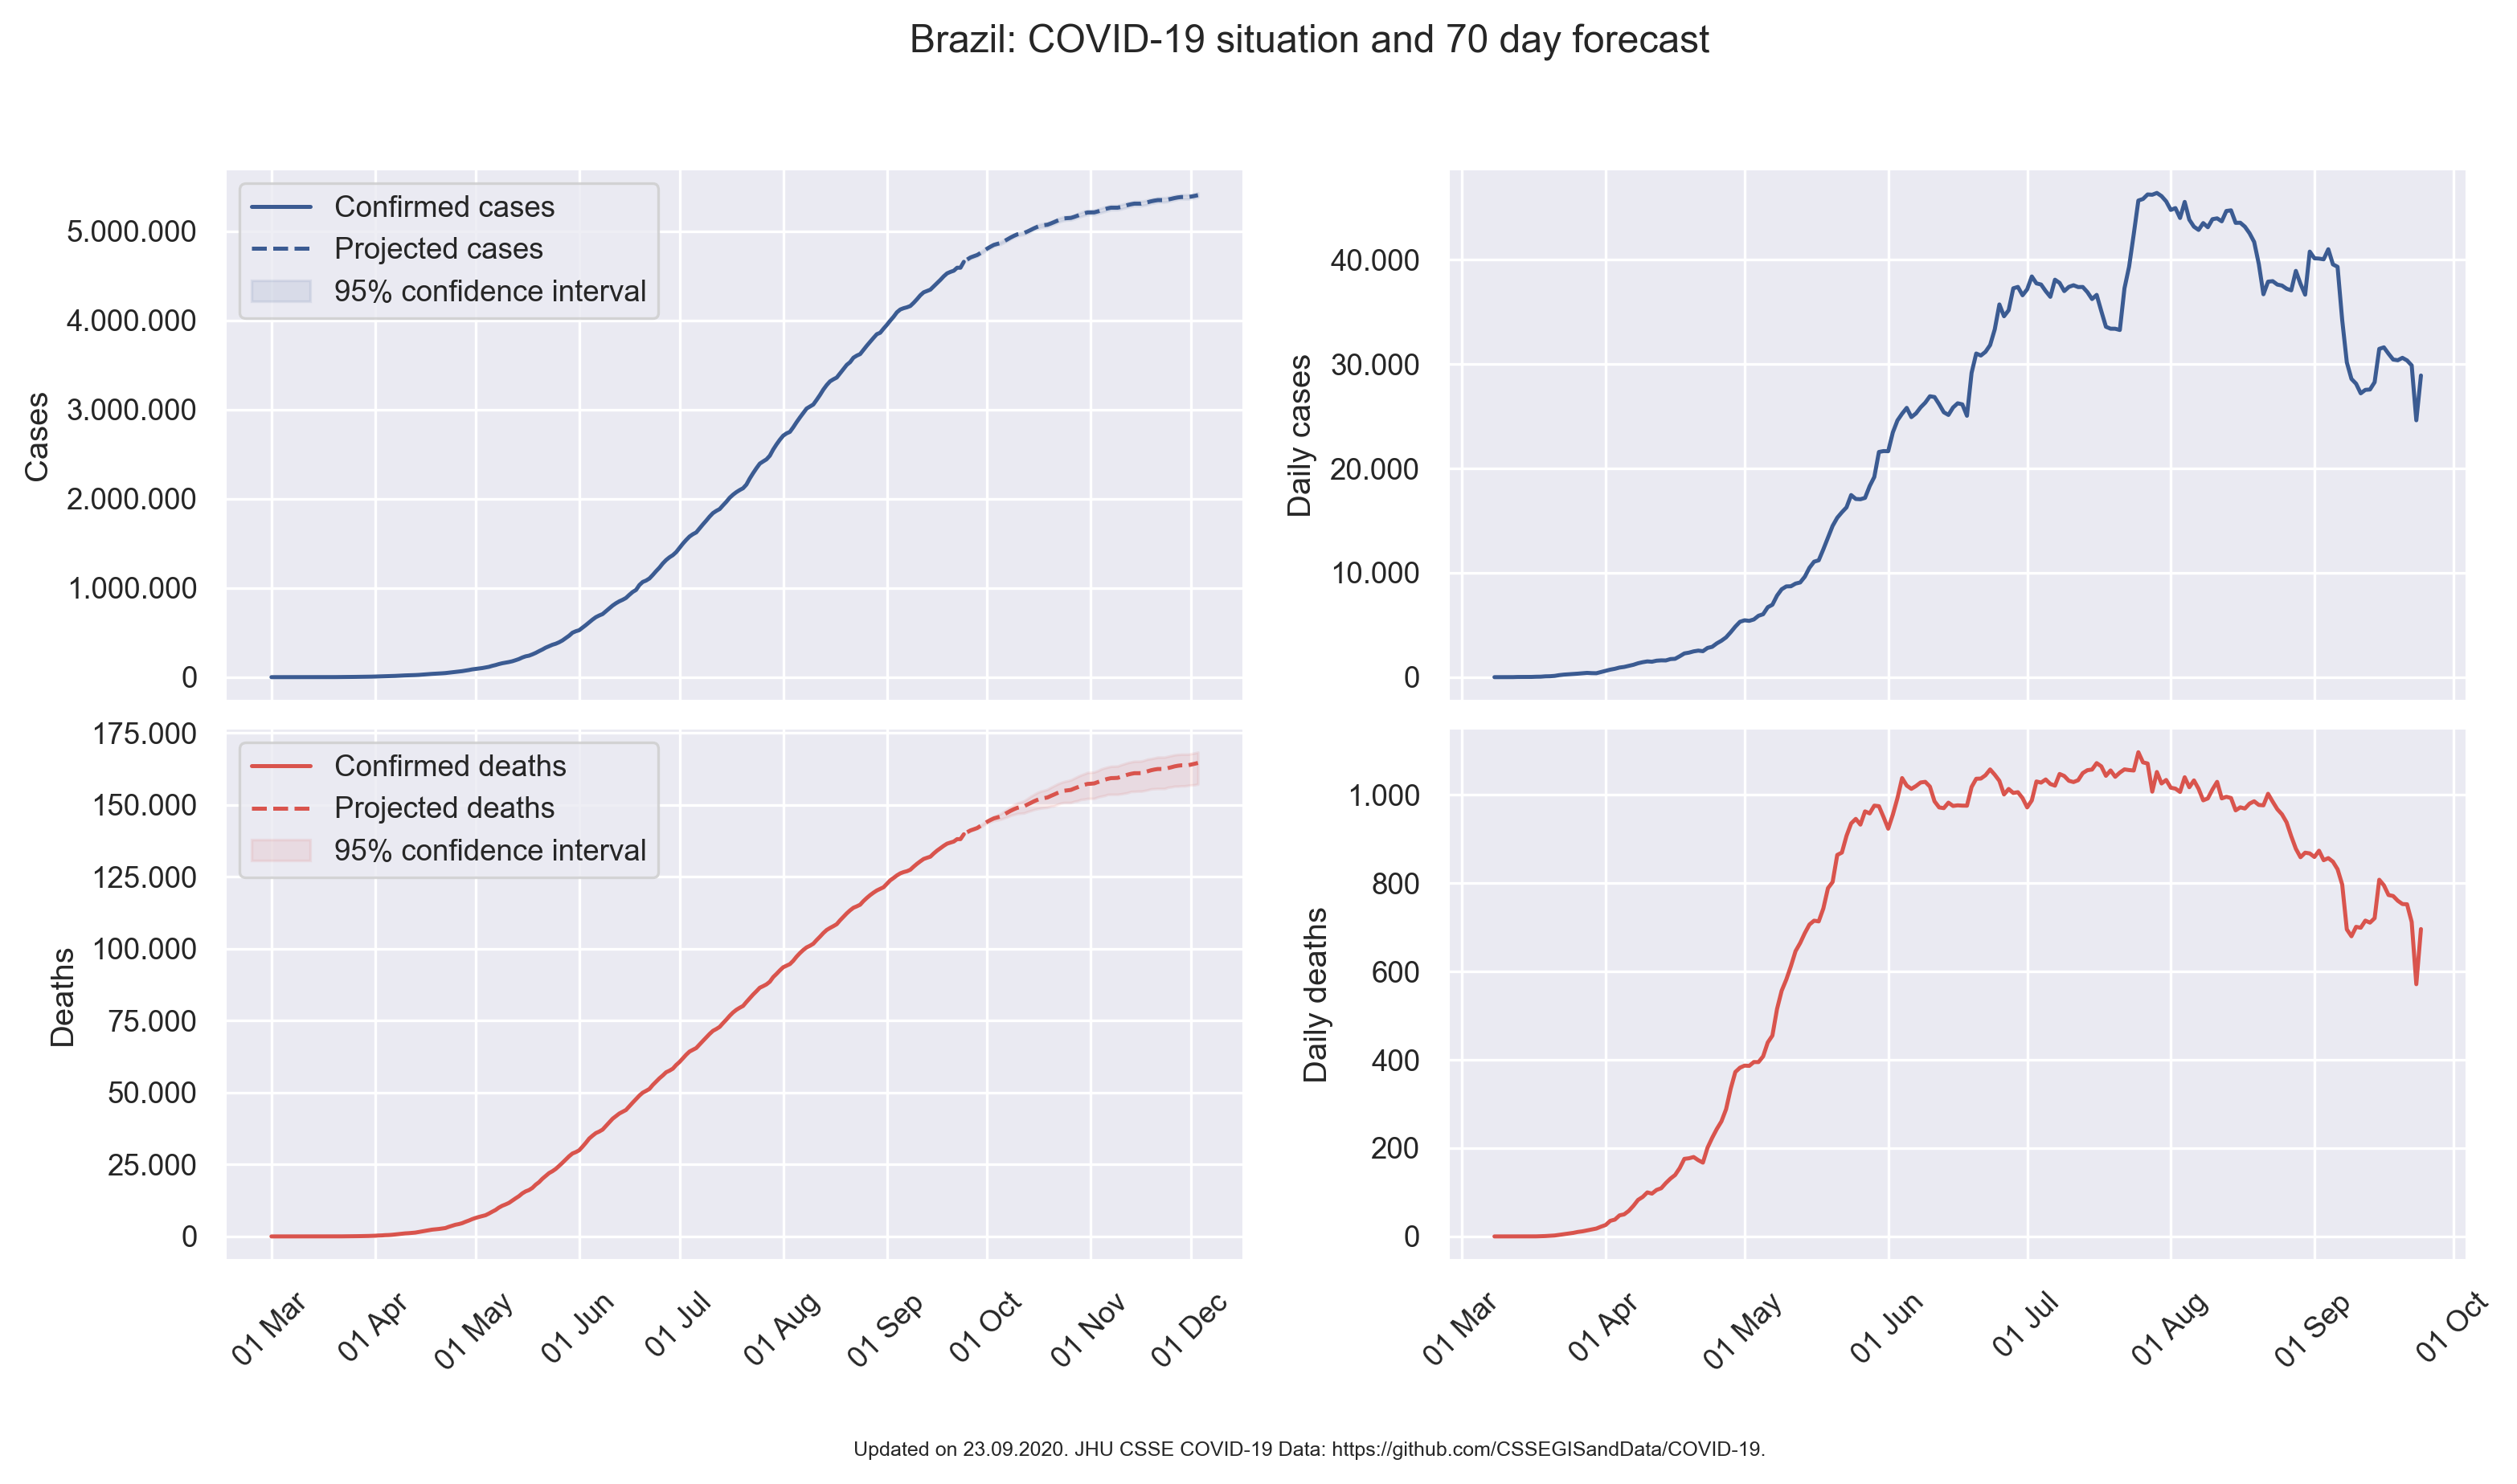 Brazil: COVID-19 situation and 70 day forecast
Confirmed cases
Projected cases
95% confidence interval
Cases
5.000.000
4.000.000
3.000.000
2.000.000
1.000.000
0
Daily cases
40.000
30.000
20.000
10.000
0
Confirmed deaths
Projected deaths
95% confidence interval
Deaths
175.000
150.000
125.000
100.000
75.000
50.000
25.000
0
01 Mar
01 Apr
01 May
01 Jun
01 Jul
01 Aug
01 Sep
01 Oct
01 Nov
01 Dec
Daily deaths
1.000
800
600
400
200
0
01 Mar
01 Apr
01 May
01 Jun
01 Jul
01 Aug
01 Sep
01 Oct
Updated on 23.09.2020. JHU CSSE COVID-19 Data: https://github.com/CSSEGISandData/COVID-19.